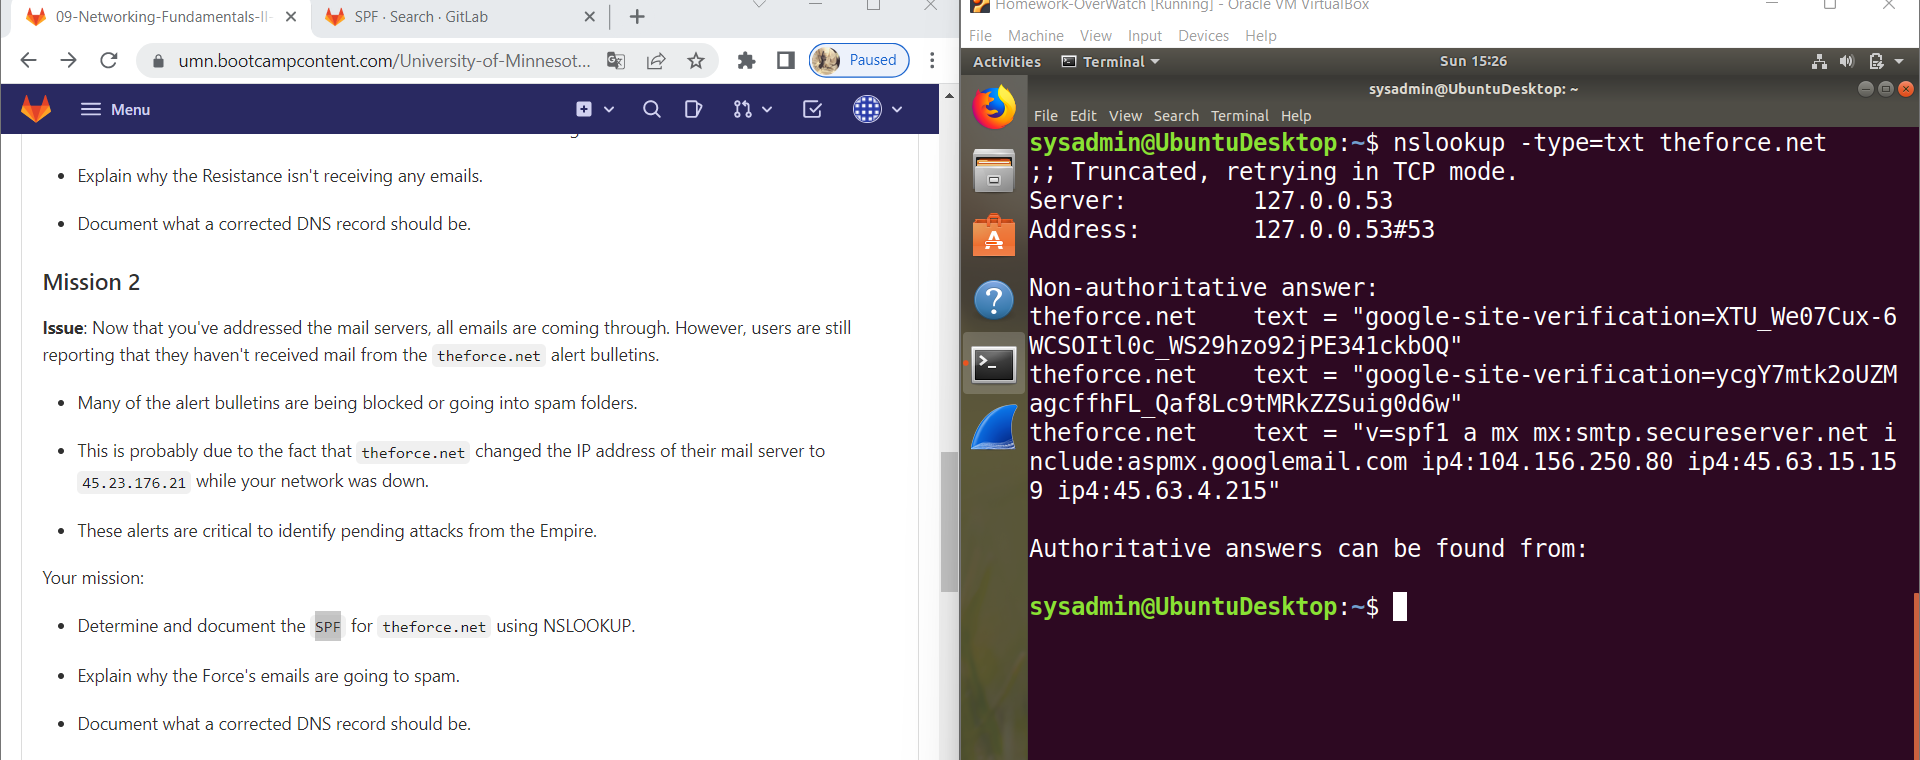 09-Networking-Fundamentals-II-
SPF · Search · GitLab
umn.bootcampcontent.com/University-of-Minnesot...
Paused
Menu
Explain why the Resistance isn't receiving any emails.
Document what a corrected DNS record should be.
Mission 2
Issue: Now that you've addressed the mail servers, all emails are coming through. However, users are still
reporting that they haven't received mail from the theforce.net alert bulletins.
Many of the alert bulletins are being blocked or going into spam folders.
This is probably due to the fact that theforce.net changed the IP address of their mail server to
45.23.176.21 while your network was down.
These alerts are critical to identify pending attacks from the Empire.
Your mission:
Determine and document the SPF for theforce.net using NSLOOKUP.
Explain why the Force's emails are going to spam.
Document what a corrected DNS record should be.
Homework-OverWatch [Running] - Oracle VM VirtualBox
File Machine View Input Devices Help
Activities Terminal Sun 15:26
sysadmin@UbuntuDesktop: ~
File Edit View Search Terminal Help
sysadmin@UbuntuDesktop:~$ nslookup -type=txt theforce.net
;; Truncated, retrying in TCP mode.
Server: 127.0.0.53
Address: 127.0.0.53#53
Non-authoritative answer:
theforce.net text = "google-site-verification=XTU_We07Cux-6
WCSOItl0c_WS29hzo92jPE341ckbOQ"
theforce.net text = "google-site-verification=ycgY7mtk2oUZM
agcffhFL_Qaf8Lc9tMRkZZSuig0d6w"
theforce.net text = "v=spf1 a mx mx:smtp.secureserver.net i
nclude:aspmx.googlemail.com ip4:104.156.250.80 ip4:45.63.15.15
9 ip4:45.63.4.215"
Authoritative answers can be found from:
sysadmin@UbuntuDesktop:~$